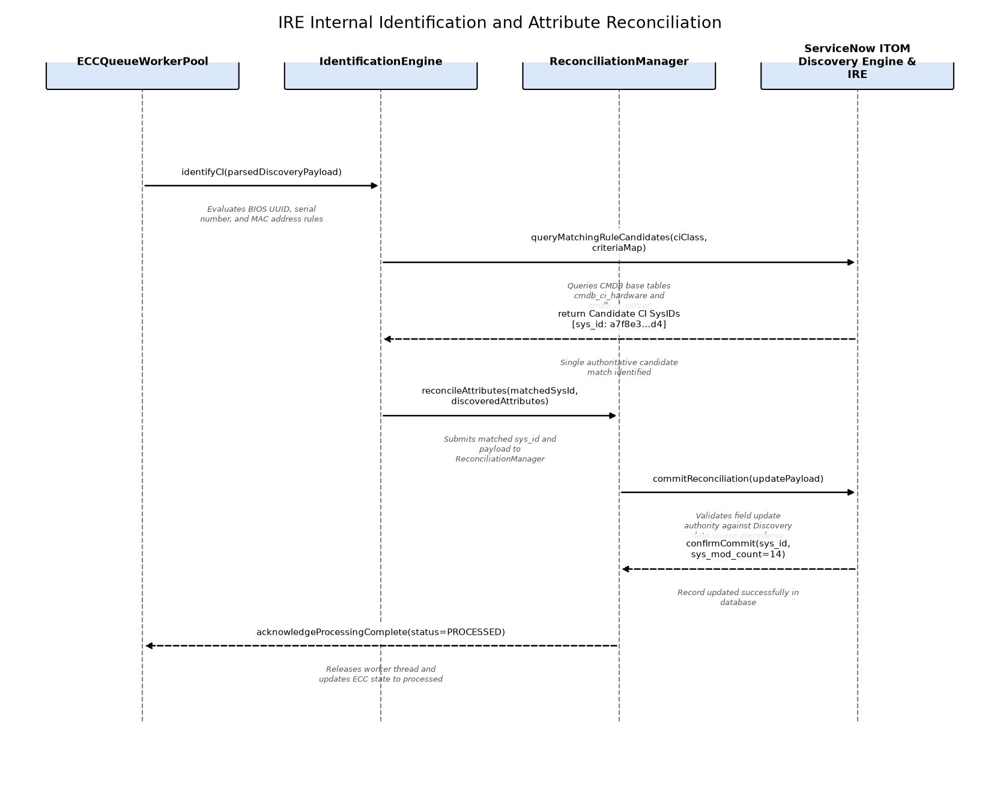 IRE Internal Identification and Attribute Reconciliation
ECCQueueWorkerPool
IdentificationEngine
ReconciliationManager
ServiceNow ITOM
Discovery Engine &
IRE
identifyCI(parsedDiscoveryPayload)
Evaluates BIOS UUID, serial
number, and MAC address rules
queryMatchingRuleCandidates(ciClass,
criteriaMap)
Queries CMDB base tables
cmdb_ci_hardware and
cmdb_ci_server
return Candidate CI SysIDs
[sys_id: a7f8e3...d4]
Single authoritative candidate
match identified
reconcileAttributes(matchedSysId,
discoveredAttributes)
Submits matched sys_id and
payload to
ReconciliationManager
commitReconciliation(updatePayload)
Validates field update
authority against Discovery
data source precedence
confirmCommit(sys_id,
sys_mod_count=14)
Record updated successfully in
database
acknowledgeProcessingComplete(status=PROCESSED)
Releases worker thread and
updates ECC state to processed